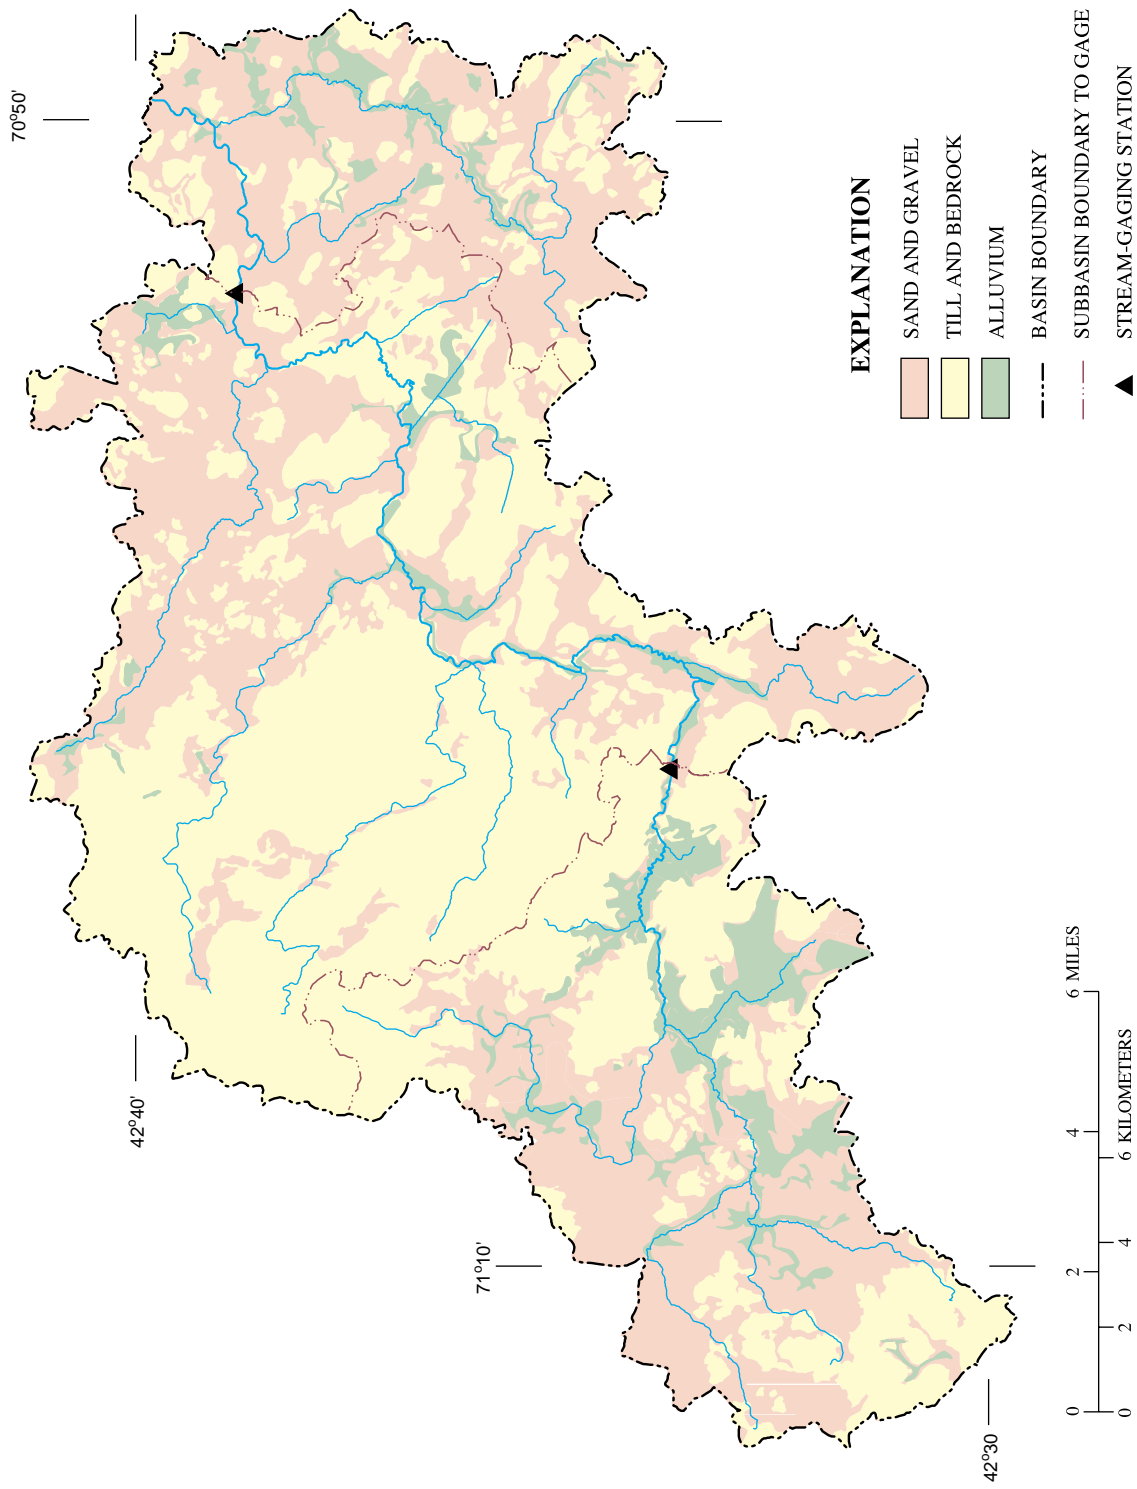 70°50'
42°40'
71°10'
42°30'
EXPLANATION
SAND AND GRAVEL
TILL AND BEDROCK
ALLUVIUM
BASIN BOUNDARY
SUBBASIN BOUNDARY TO GAGE
STREAM-GAGING STATION
0 2 4 6 MILES
0 2 4 6 KILOMETERS